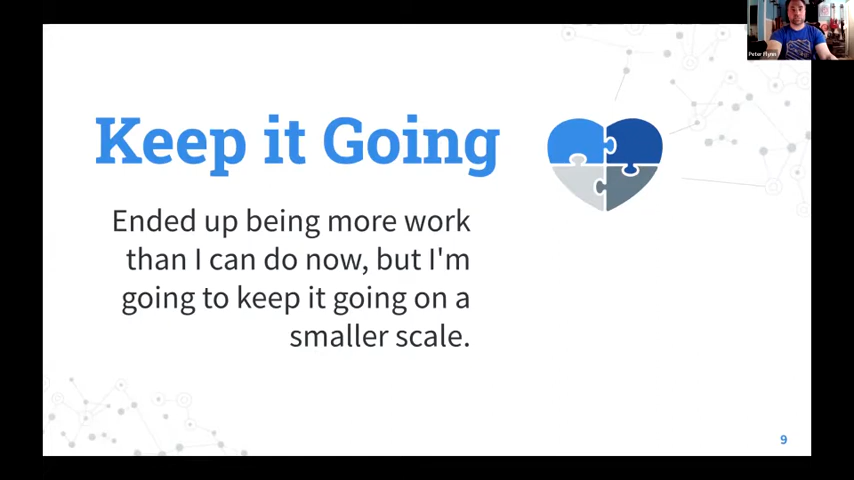 Keep it Going
Ended up being more work
than I can do now, but I'm
going to keep it going on a
smaller scale.
9
Peter Flynn